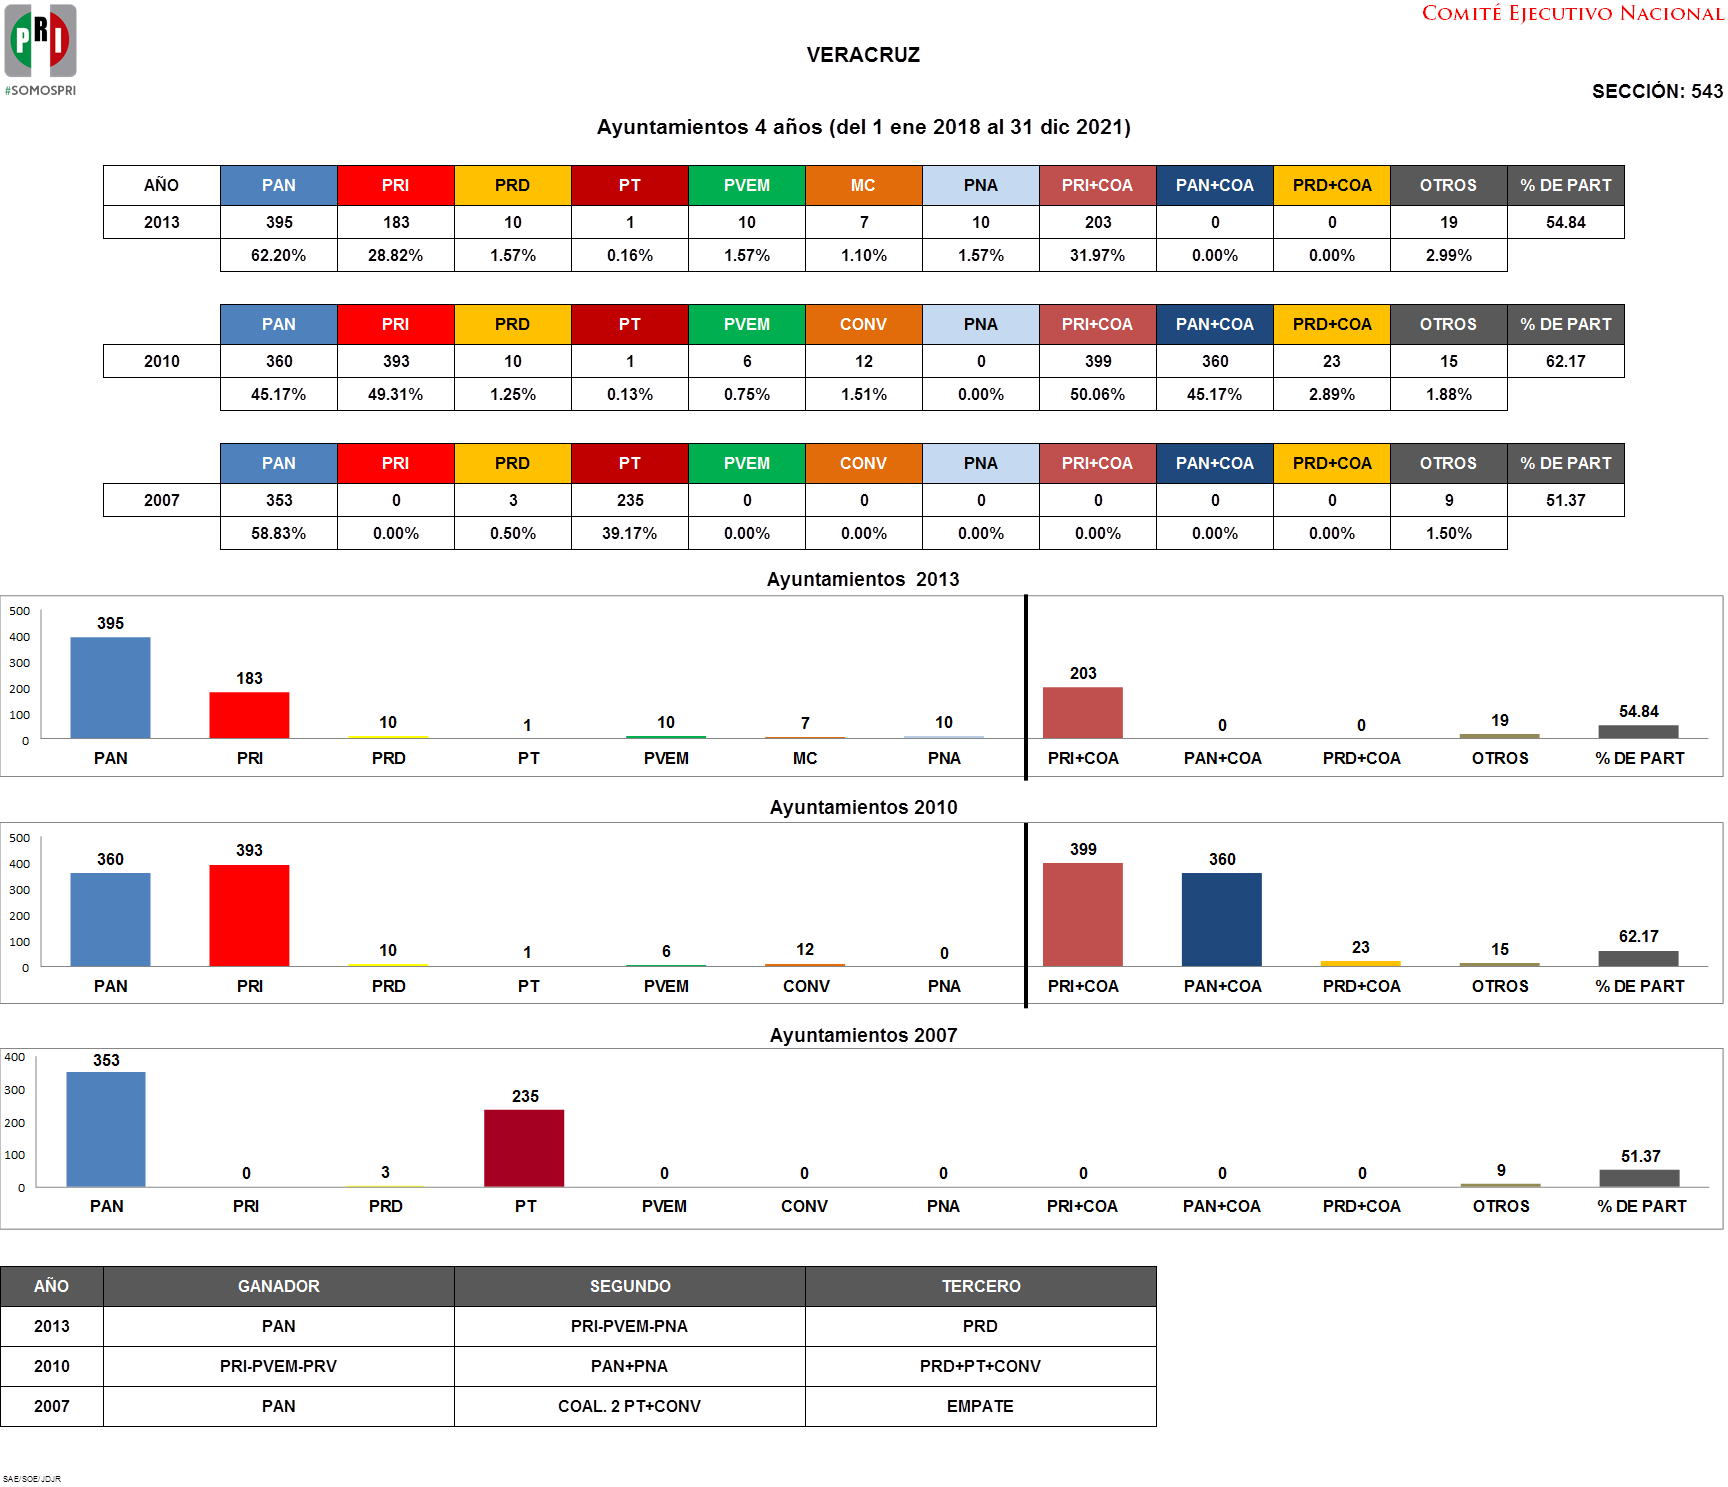 COMITÉ EJECUTIVO NACIONAL
PRI
#SOMOSPRI
VERACRUZ
SECCIÓN: 543
Ayuntamientos 4 años (del 1 ene 2018 al 31 dic 2021)
AÑO PAN PRI PRD PT PVEM MC PNA PRI+COA PAN+COA PRD+COA OTROS % DE PART
2013 395 183 10 1 10 7 10 203 0 0 19 54.84
62.20% 28.82% 1.57% 0.16% 1.57% 1.10% 1.57% 31.97% 0.00% 0.00% 2.99%
PAN PRI PRD PT PVEM CONV PNA PRI+COA PAN+COA PRD+COA OTROS % DE PART
2010 360 393 10 1 6 12 0 399 360 23 15 62.17
45.17% 49.31% 1.25% 0.13% 0.75% 1.51% 0.00% 50.06% 45.17% 2.89% 1.88%
PAN PRI PRD PT PVEM CONV PNA PRI+COA PAN+COA PRD+COA OTROS % DE PART
2007 353 0 3 235 0 0 0 0 0 0 9 51.37
58.83% 0.00% 0.50% 39.17% 0.00% 0.00% 0.00% 0.00% 0.00% 0.00% 1.50%
Ayuntamientos 2013
500
400
300
200
100
0
395 183 10 1 10 7 10 203 0 0 19 54.84
PAN PRI PRD PT PVEM MC PNA PRI+COA PAN+COA PRD+COA OTROS % DE PART
Ayuntamientos 2010
500
400
300
200
100
0
360 393 10 1 6 12 0 399 360 23 15 62.17
PAN PRI PRD PT PVEM CONV PNA PRI+COA PAN+COA PRD+COA OTROS % DE PART
Ayuntamientos 2007
400
300
200
100
0
353 0 3 235 0 0 0 0 0 0 9 51.37
PAN PRI PRD PT PVEM CONV PNA PRI+COA PAN+COA PRD+COA OTROS % DE PART
AÑO GANADOR SEGUNDO TERCERO
2013 PAN PRI-PVEM-PNA PRD
2010 PRI-PVEM-PRV PAN+PNA PRD+PT+CONV
2007 PAN COAL. 2 PT+CONV EMPATE
SAE/SOE/JDJR